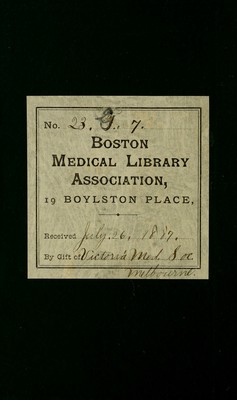 No. 23. G. 7.
BOSTON
MEDICAL LIBRARY
ASSOCIATION,
19 BOYLSTON PLACE,
Received July. 26, 1887.
By Gift of Victoria Med Soc
Melbourne.